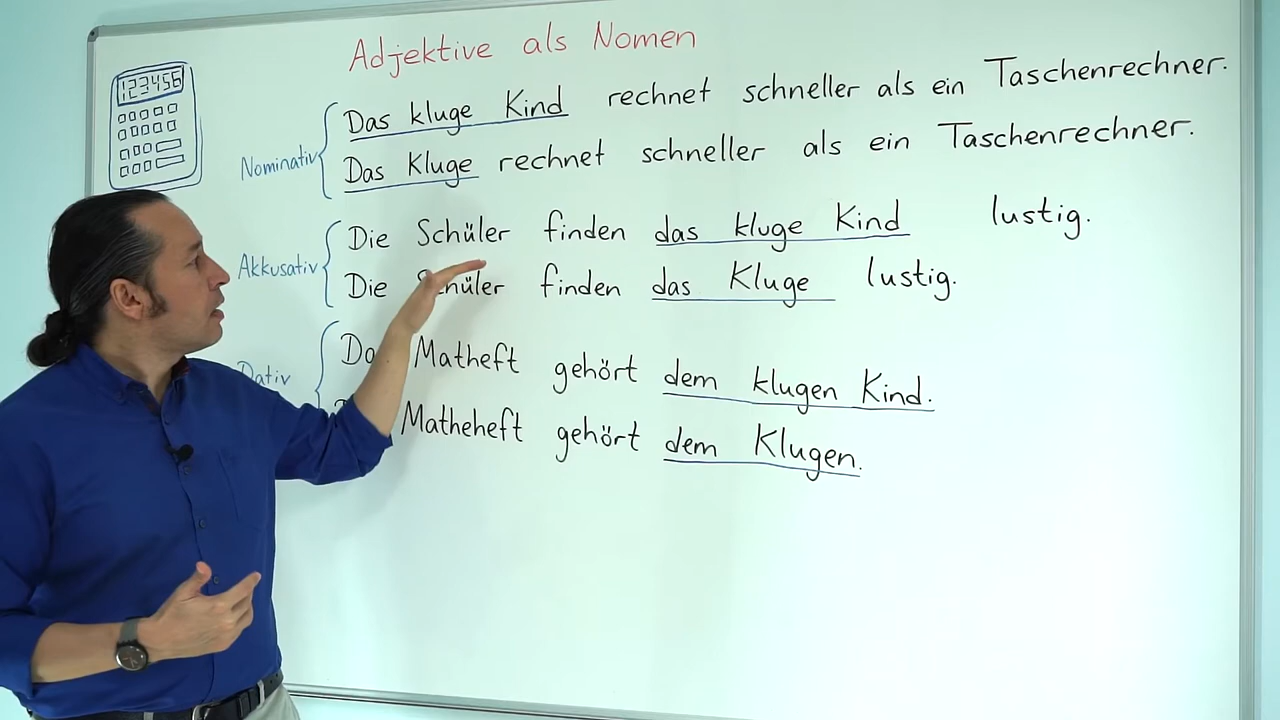 Adjektive als Nomen
123456
Nominativ
Das kluge Kind rechnet schneller als ein Taschenrechner.
Das Kluge rechnet schneller als ein Taschenrechner.
Akkusativ
Die Schüler finden das kluge Kind lustig.
Die Schüler finden das Kluge lustig.
Dativ
Matheft gehört dem klugen Kind.
Matheheft gehört dem Klugen.